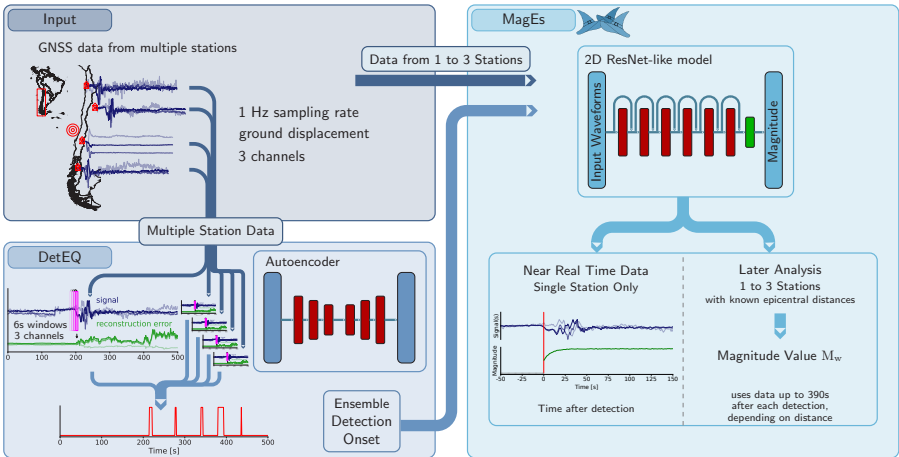 Input
GNSS data from multiple stations
1 Hz sampling rate
ground displacement
3 channels
Data from 1 to 3 Stations
Multiple Station Data
DetEQ
signal
reconstruction error
6s windows
3 channels
0 100 200 300 400 500
Autoencoder
0 100 200 300 400 500
Time [s]
Ensemble
Detection
Onset
MagEs
2D ResNet-like model
Input Waveforms
Magnitude
Near Real Time Data
Single Station Only
Signal(s)
Magnitude
-50 -25 0 25 50 75 100 125 150
Time [s]
Time after detection
Later Analysis
1 to 3 Stations
with known epicentral distances
Magnitude Value Mw
uses data up to 390s
after each detection,
depending on distance